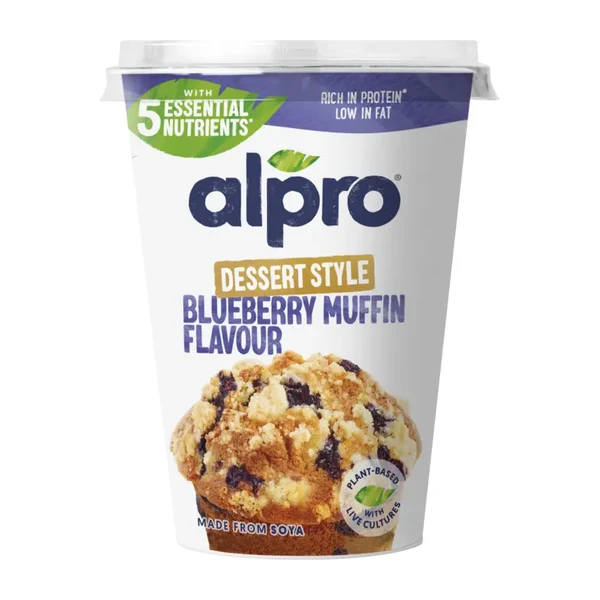 WITH
5 ESSENTIAL
NUTRIENTS*
RICH IN PROTEIN*
LOW IN FAT
alpro®
DESSERT STYLE
BLUEBERRY MUFFIN
FLAVOUR
PLANT-BASED
WITH
LIVE CULTURES
MADE FROM SOYA